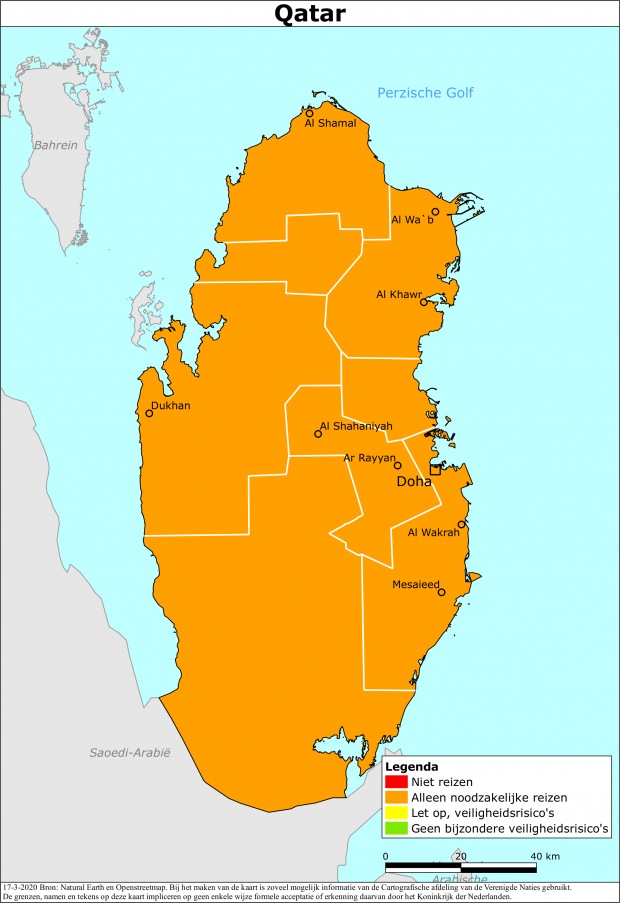 Qatar
Perzische Golf
Al Shamal
Bahrein
Al Wa`b
Al Khawr
Dukhan
Al Shahaniyah
Ar Rayyan
Doha
Al Wakrah
Mesaieed
Saoedi-Arabië
Legenda
Niet reizen
Alleen noodzakelijke reizen
Let op, veiligheidsrisico's
Geen bijzondere veiligheidsrisico's
0 20 40 km
Arabische
17-3-2020 Bron: Natural Earth en Openstreetmap. Bij het maken van de kaart is zoveel mogelijk informatie van de Cartografische afdeling van de Verenigde Naties gebruikt.
De grenzen, namen en tekens op deze kaart impliceren op geen enkele wijze formele acceptatie of erkenning daarvan door het Koninkrijk der Nederlanden.